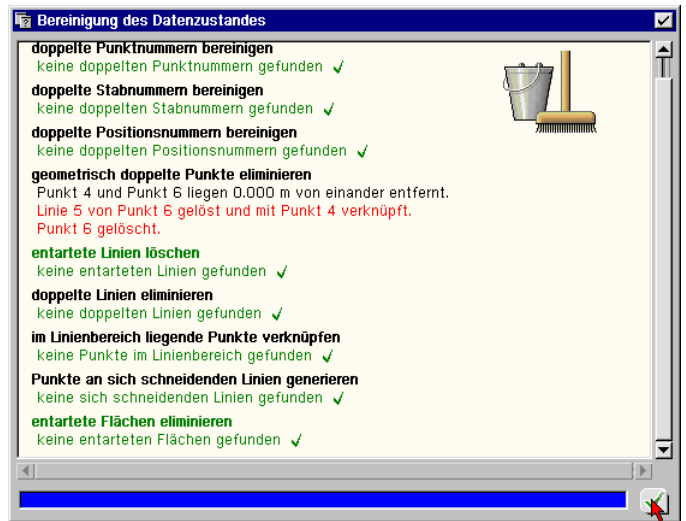 Bereinigung des Datenzustandes
doppelte Punktnummern bereinigen
keine doppelten Punktnummern gefunden ✓
doppelte Stabnummern bereinigen
keine doppelten Stabnummern gefunden ✓
doppelte Positionsnummern bereinigen
keine doppelten Positionsnummern gefunden ✓
geometrisch doppelte Punkte eliminieren
Punkt 4 und Punkt 6 liegen 0.000 m von einander entfernt.
Linie 5 von Punkt 6 gelöst und mit Punkt 4 verknüpft.
Punkt 6 gelöscht.
entartete Linien löschen
keine entarteten Linien gefunden ✓
doppelte Linien eliminieren
keine doppelten Linien gefunden ✓
im Linienbereich liegende Punkte verknüpfen
keine Punkte im Linienbereich gefunden ✓
Punkte an sich schneidenden Linien generieren
keine sich schneidenden Linien gefunden ✓
entartete Flächen eliminieren
keine entarteten Flächen gefunden ✓